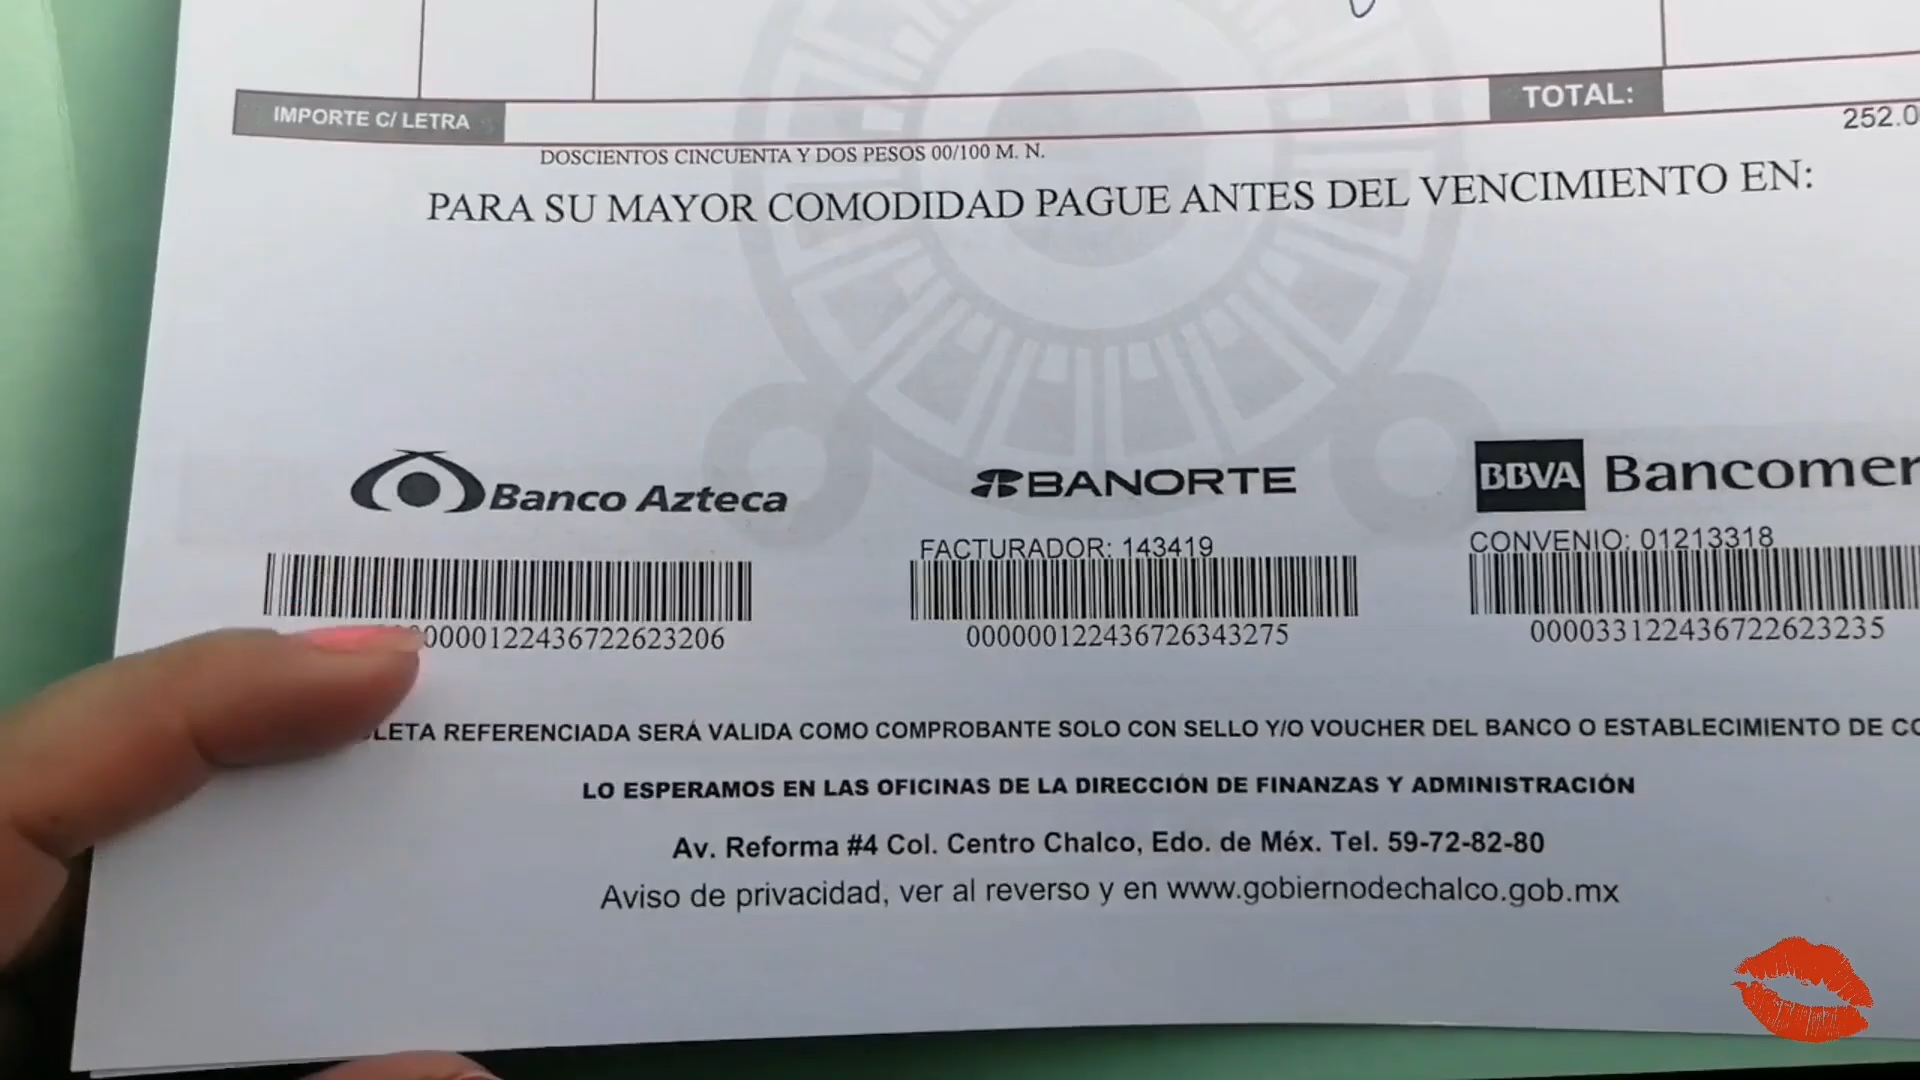 IMPORTE C/ LETRA
TOTAL:
252.0
DOSCIENTOS CINCUENTA Y DOS PESOS 00/100 M. N.
PARA SU MAYOR COMODIDAD PAGUE ANTES DEL VENCIMIENTO EN:
Banco Azteca
BANORTE
BBVA Bancomer
FACTURADOR: 143419
CONVENIO: 01213318
0000122436722623206
000000122436726343275
000033122436722623235
LETA REFERENCIADA SERÁ VALIDA COMO COMPROBANTE SOLO CON SELLO Y/O VOUCHER DEL BANCO O ESTABLECIMIENTO DE CO
LO ESPERAMOS EN LAS OFICINAS DE LA DIRECCIÓN DE FINANZAS Y ADMINISTRACIÓN
Av. Reforma #4 Col. Centro Chalco, Edo. de Méx. Tel. 59-72-82-80
Aviso de privacidad, ver al reverso y en www.gobiernodechalco.gob.mx